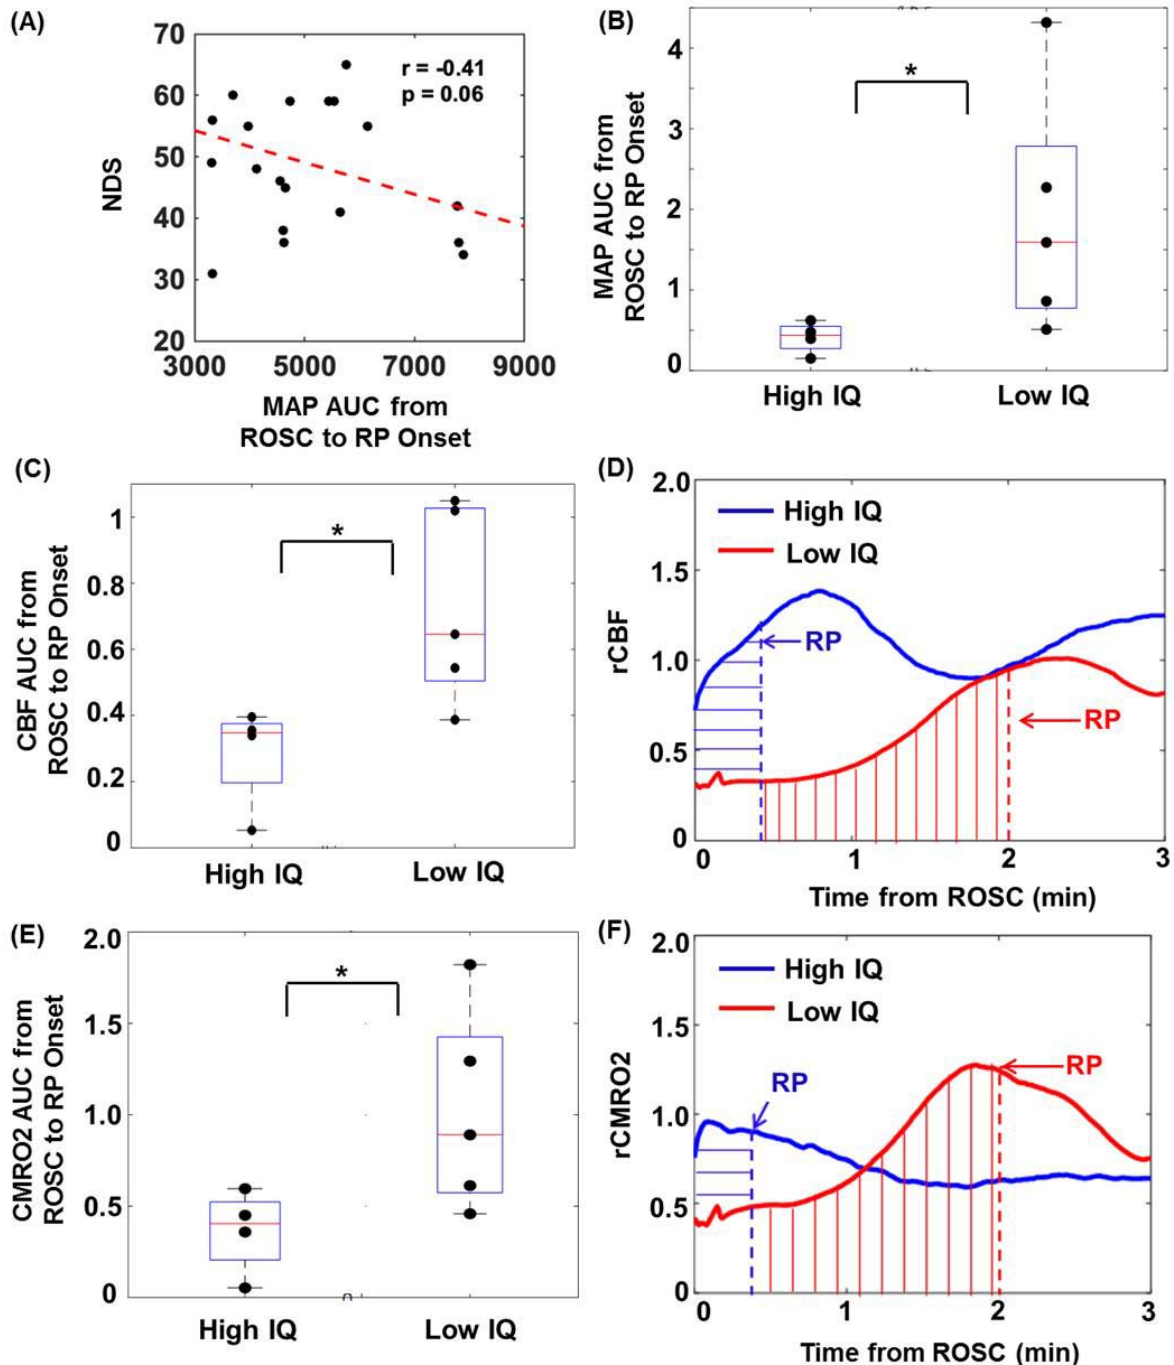 (A)
70
60
50
40
30
20
NDS
r = -0.41
p = 0.06
3000 5000 7000 9000
MAP AUC from
ROSC to RP Onset
(B)
4
3
2
1
0
MAP AUC from
ROSC to RP Onset
*
High IQ Low IQ
(C)
1
0.8
0.6
0.4
0.2
0
CBF AUC from
ROSC to RP Onset
*
High IQ Low IQ
(D)
2.0
1.5
1.0
0.5
0
rCBF
High IQ
Low IQ
RP
RP
0 1 2 3
Time from ROSC (min)
(E)
2.0
1.5
1.0
0.5
0
CMRO2 AUC from
ROSC to RP Onset
*
High IQ Low IQ
(F)
2.0
1.5
1.0
0.5
0
rCMRO2
High IQ
Low IQ
RP
RP
0 1 2 3
Time from ROSC (min)